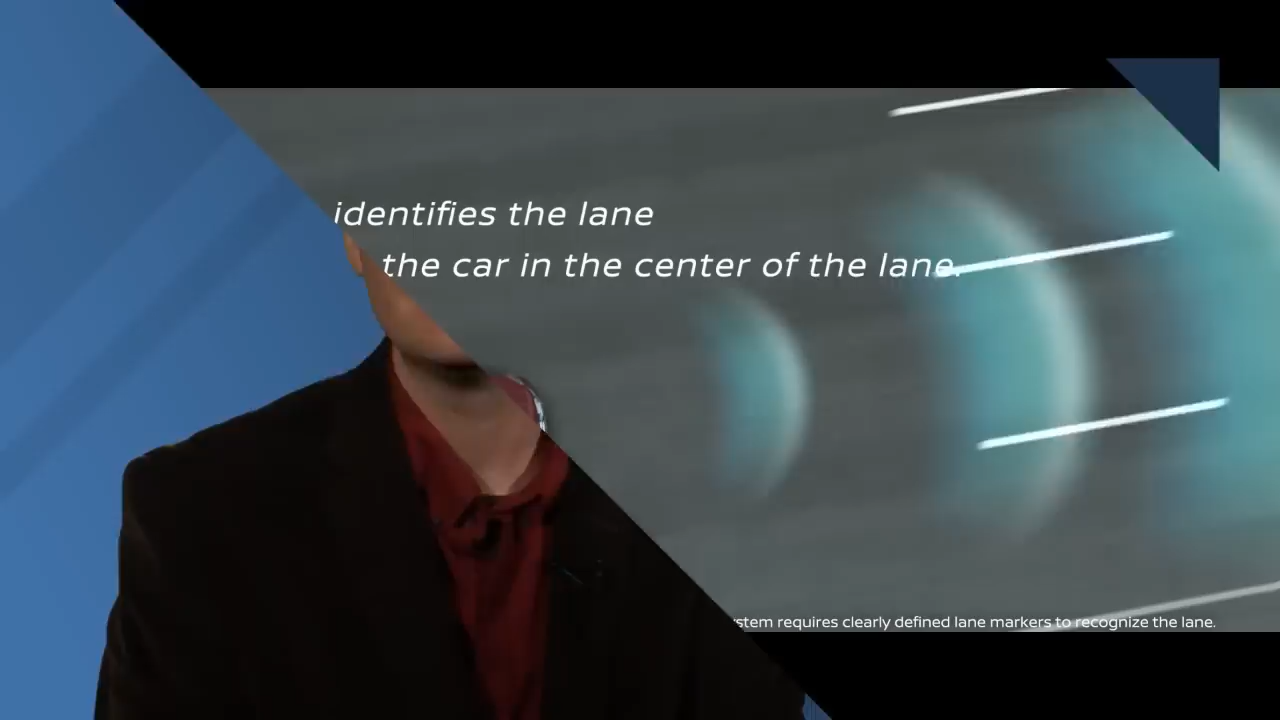 identifies the lane
the car in the center of the lane.
requires clearly defined lane markers to recognize the lane.